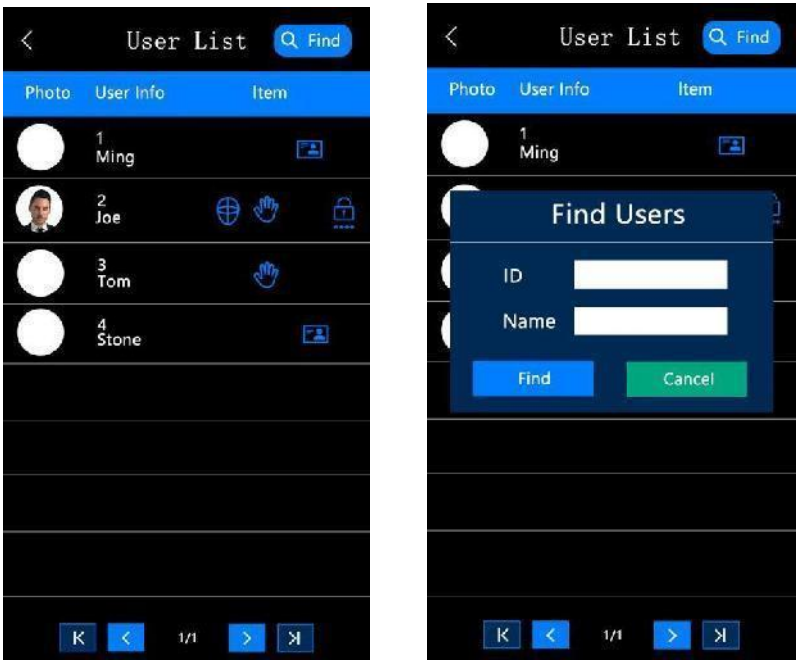 User List Find
Photo User Info Item
1
Ming
2
Joe
3
Tom
4
Stone
1/1
User List Find
Photo User Info Item
1
Ming
Find Users
ID
Name
Find Cancel
1/1